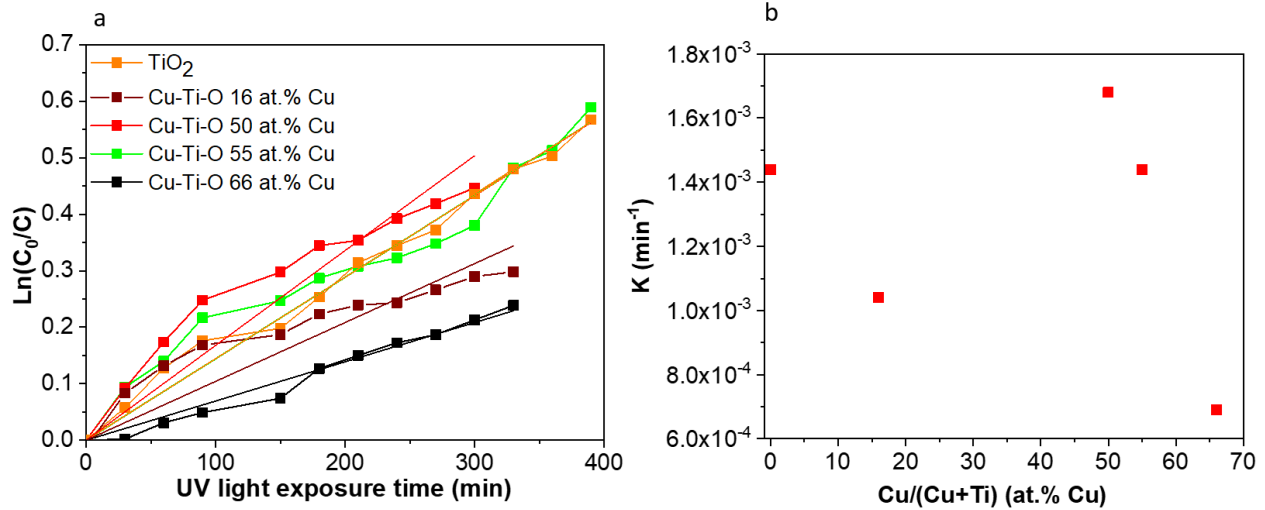 a
0.7
0.6
0.5
0.4
0.3
0.2
0.1
0.0
Ln(C₀/C)
TiO₂
Cu-Ti-O 16 at.% Cu
Cu-Ti-O 50 at.% Cu
Cu-Ti-O 55 at.% Cu
Cu-Ti-O 66 at.% Cu
0 100 200 300 400
UV light exposure time (min)
b
1.8x10⁻³
1.6x10⁻³
1.4x10⁻³
1.2x10⁻³
1.0x10⁻³
8.0x10⁻⁴
6.0x10⁻⁴
K (min⁻¹)
0 10 20 30 40 50 60 70
Cu/(Cu+Ti) (at.% Cu)